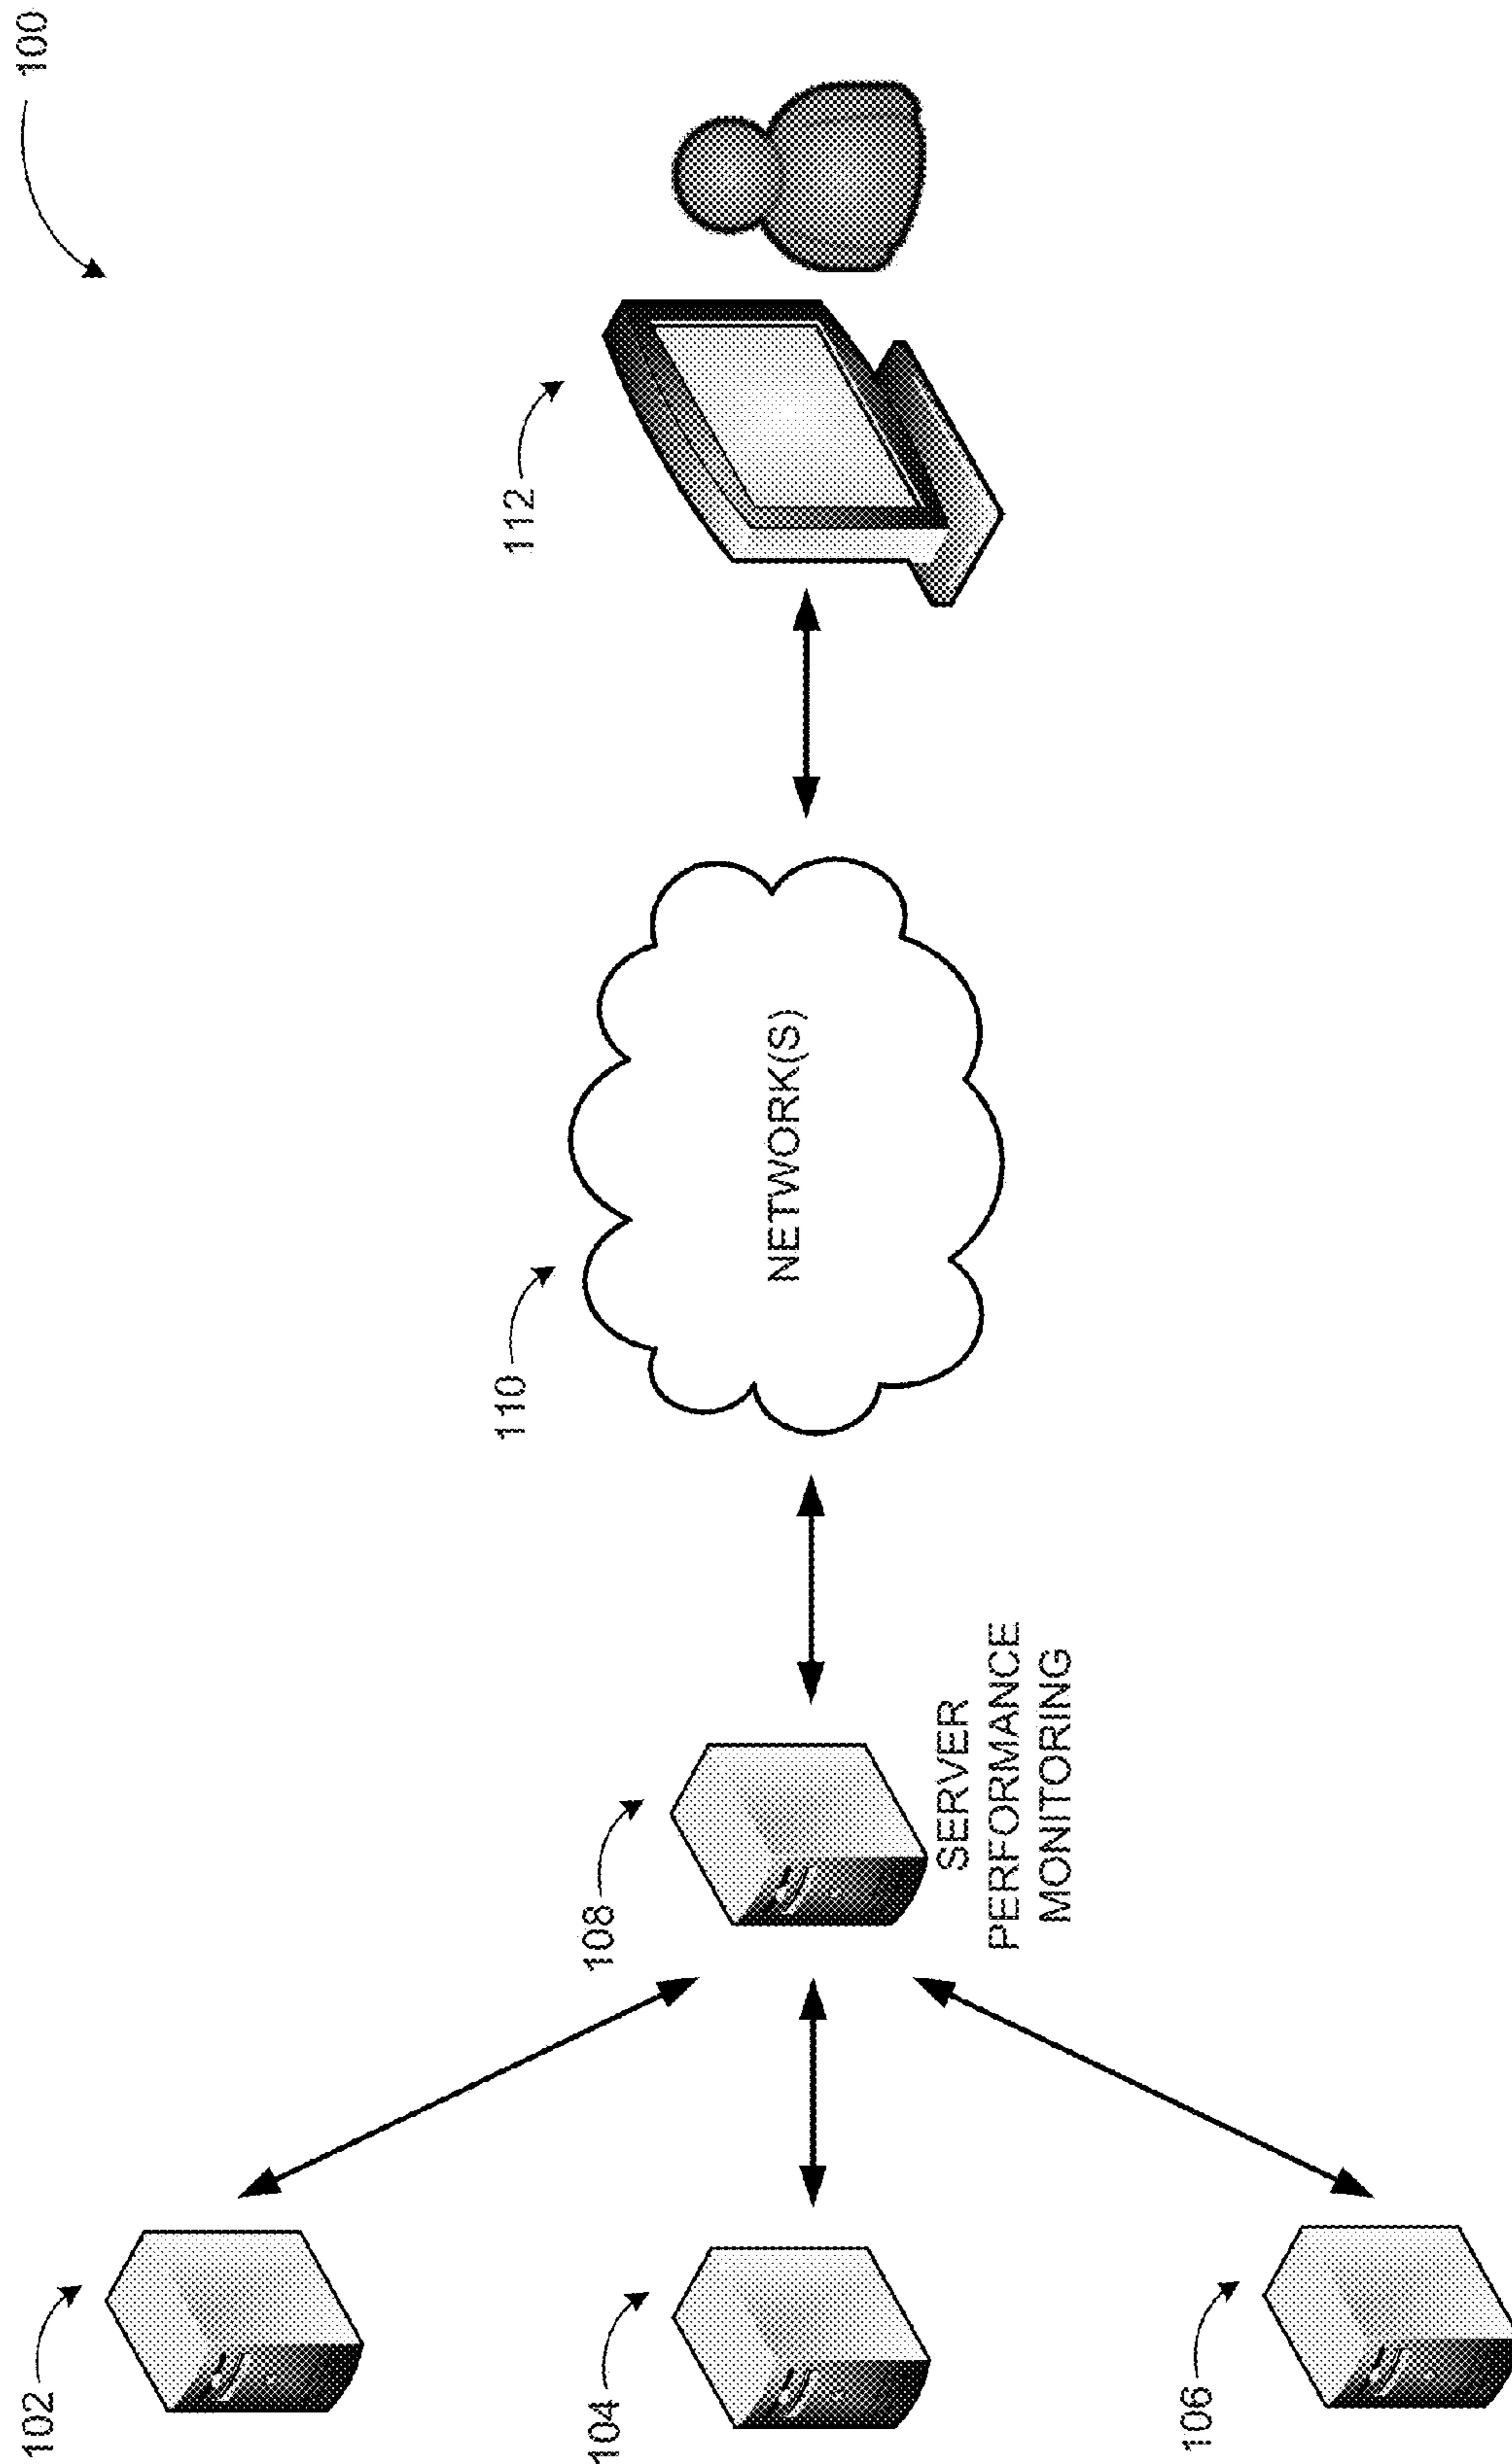 100
102
108
110
112
NETWORK(S)
104
SERVER
PERFORMANCE
MONITORING
106